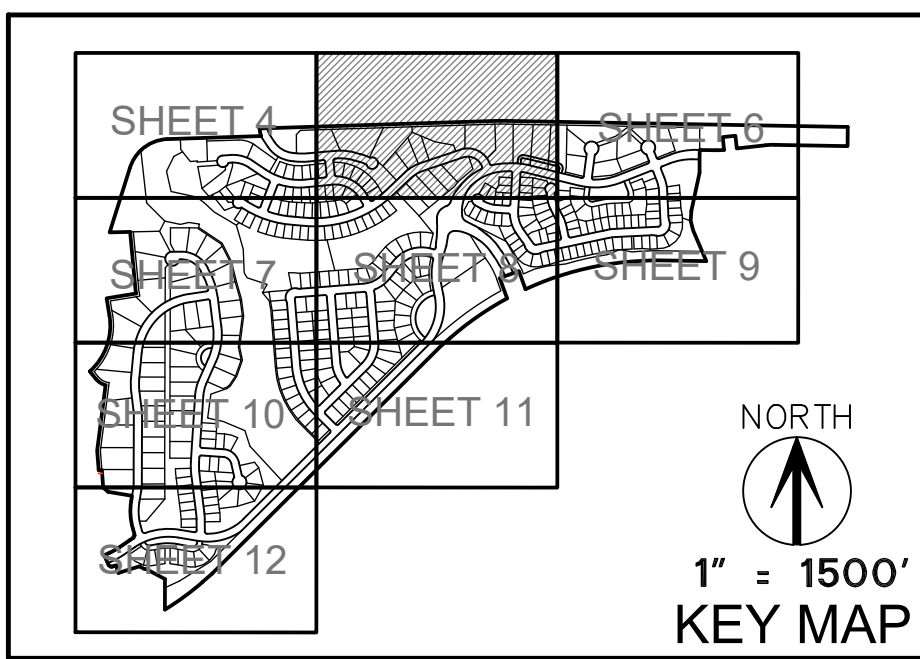 SHEET 4
SHEET 6
SHEET 7
SHEET 8
SHEET 9
SHEET 10
SHEET 11
SHEET 12
NORTH
1" = 1500'
KEY MAP